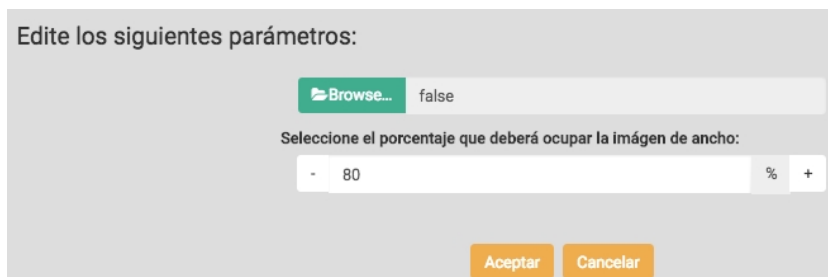 Edite los siguientes parámetros:
Browse... false
Seleccione el porcentaje que deberá ocupar la imágen de ancho:
- 80 % +
Aceptar Cancelar